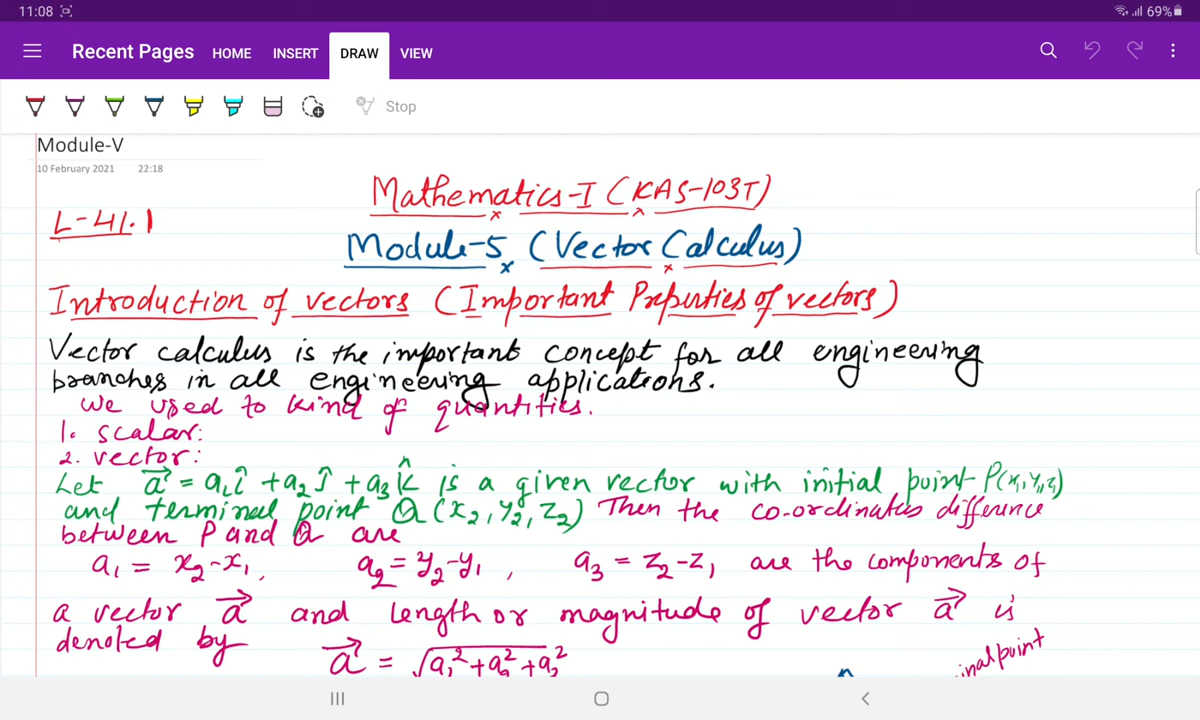 11:08 69%
Recent Pages HOME INSERT DRAW VIEW
Stop
Module-V
10 February 2021 22:18
Mathematics-I (KAS-103T)
L-41.1
Module-5 (Vector Calculus)
Introduction of vectors (Important Properties of vectors)
Vector calculus is the important concept for all engineering
branches in all engineering applications.
We used to kind of quantities.
1. scalar:
2. vector:
Let a⃗ = a₁î + a₂ĵ + a₃k̂ is a given vector with initial point P(x₁,y₁,z₁)
and terminal point Q(x₂,y₂,z₂) Then the co-ordinates difference
between P and Q are
a₁ = x₂-x₁, a₂ = y₂-y₁, a₃ = z₂-z₁ are the components of
a vector a⃗ and length or magnitude of vector a⃗ is
denoted by
a⃗ = √a₁²+a₂²+a₃²
inal point